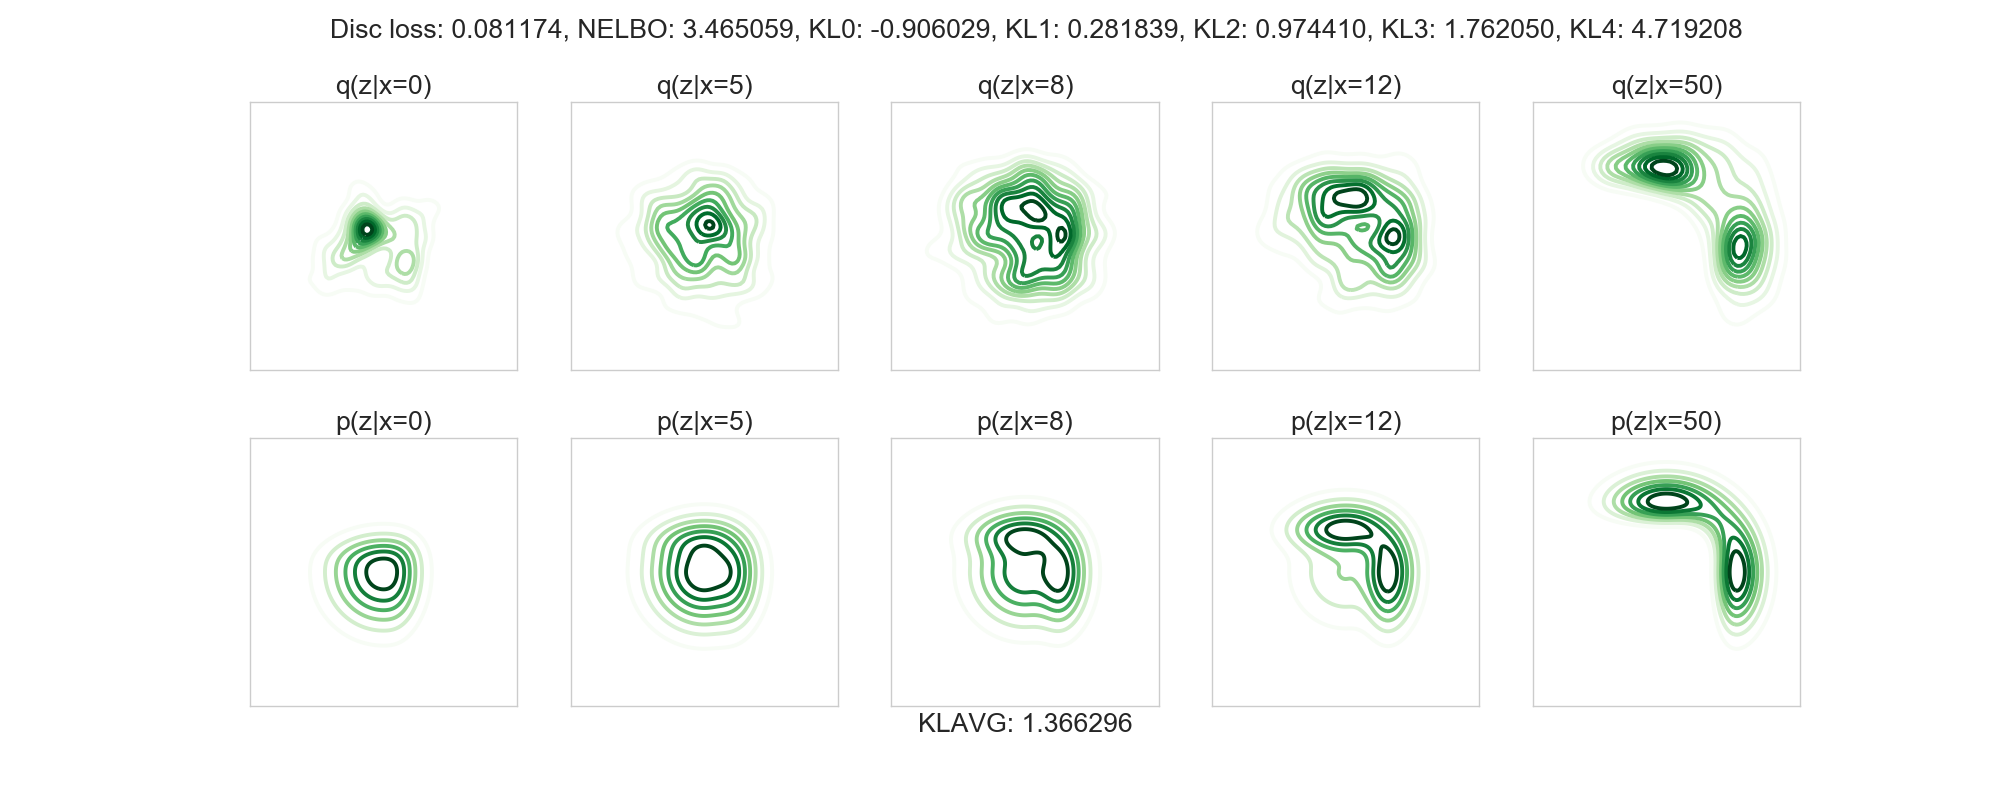 Disc loss: 0.081174, NELBO: 3.465059, KL0: -0.906029, KL1: 0.281839, KL2: 0.974410, KL3: 1.762050, KL4: 4.719208
q(z|x=0) q(z|x=5) q(z|x=8) q(z|x=12) q(z|x=50)
p(z|x=0) p(z|x=5) p(z|x=8) p(z|x=12) p(z|x=50)
KLAVG: 1.366296